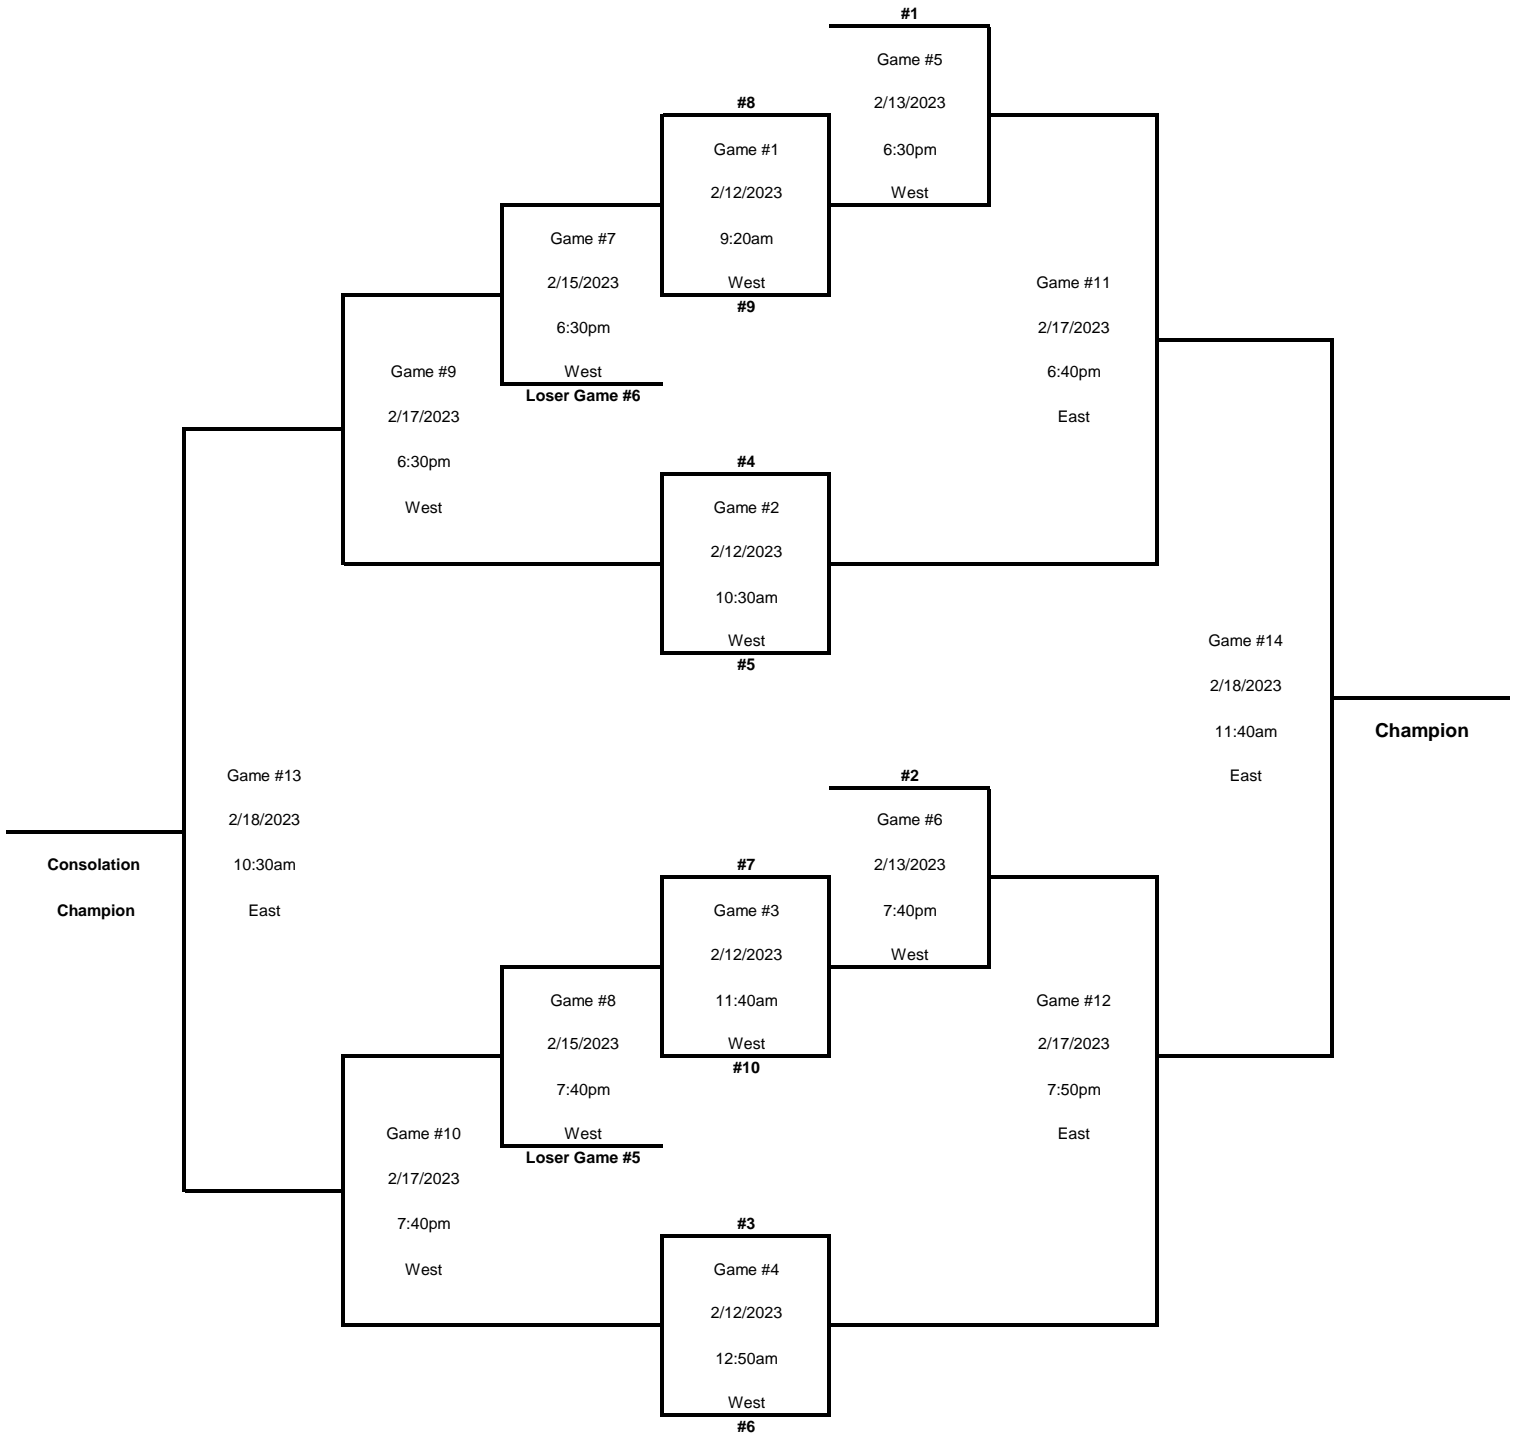 #1
Game #5
2/13/2023
6:30pm
West
#8
Game #1
2/12/2023
9:20am
West
#9
Game #7
2/15/2023
6:30pm
West
Loser Game #6
Game #11
2/17/2023
6:40pm
East
Game #9
2/17/2023
6:30pm
West
#4
Game #2
2/12/2023
10:30am
West
#5
Game #14
2/18/2023
11:40am
East
Champion
Game #13
2/18/2023
10:30am
East
Consolation
Champion
#2
Game #6
2/13/2023
7:40pm
West
#7
Game #3
2/12/2023
11:40am
West
#10
Game #8
2/15/2023
7:40pm
West
Loser Game #5
Game #12
2/17/2023
7:50pm
East
Game #10
2/17/2023
7:40pm
West
#3
Game #4
2/12/2023
12:50am
West
#6